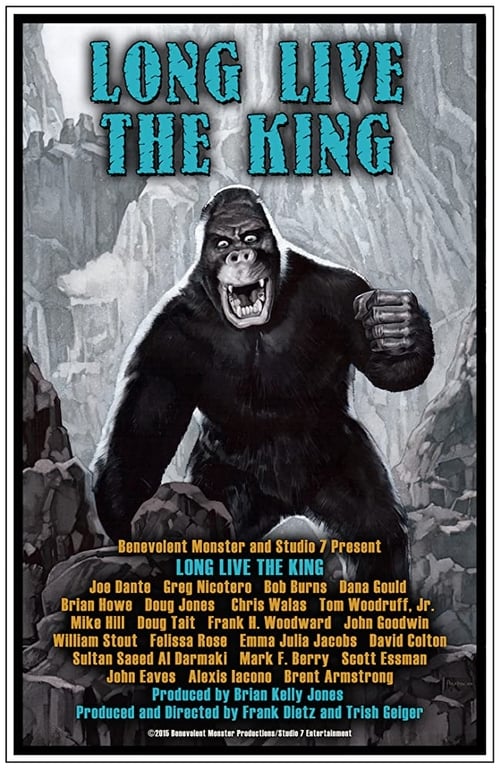 LONG LIVE
THE KING
Benevolent Monster and Studio 7 Present
LONG LIVE THE KING
Joe Dante Greg Nicotero Bob Burns Dana Gould
Brian Howe Doug Jones Chris Walas Tom Woodruff, Jr.
Mike Hill Doug Tait Frank H. Woodward John Goodwin
William Stout Felissa Rose Emma Julia Jacobs David Colton
Sultan Saeed Al Darmaki Mark F. Berry Scott Essman
John Eaves Alexis Iacono Brent Armstrong
Produced by Brian Kelly Jones
Produced and Directed by Frank Dietz and Trish Geiger
©2015 Benevolent Monster Productions/Studio 7 Entertainment